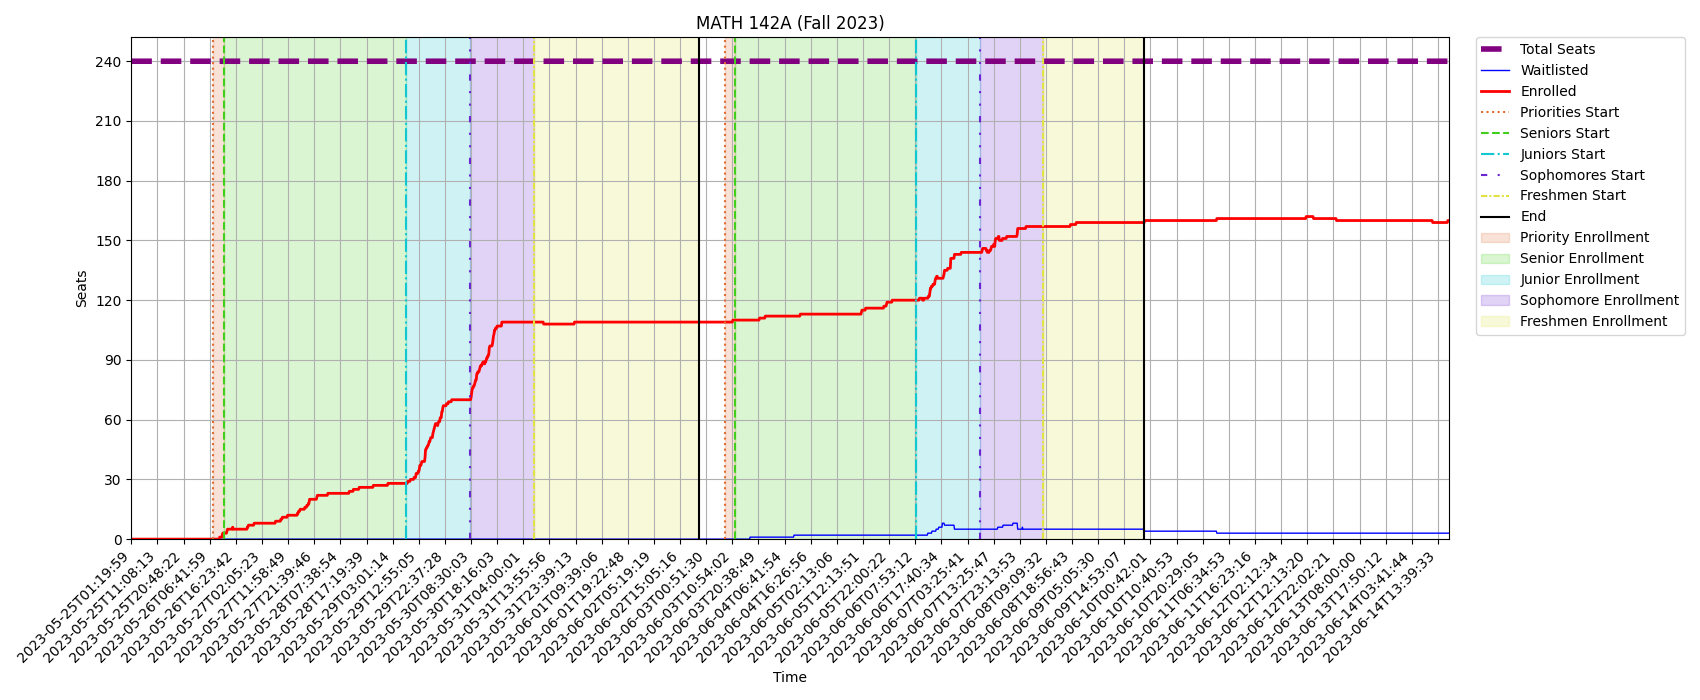 MATH 142A (Fall 2023)
Seats
240
210
180
150
120
90
60
30
0
2023-05-25T01:19:59
2023-05-25T11:08:13
2023-05-25T20:48:22
2023-05-26T06:41:59
2023-05-26T16:23:42
2023-05-27T02:05:23
2023-05-27T11:58:49
2023-05-27T21:39:46
2023-05-28T07:38:54
2023-05-28T17:19:39
2023-05-29T03:01:14
2023-05-29T12:55:05
2023-05-29T22:37:28
2023-05-30T08:30:03
2023-05-30T18:16:03
2023-05-31T04:00:01
2023-05-31T13:55:56
2023-05-31T23:39:13
2023-06-01T09:39:06
2023-06-01T19:22:48
2023-06-02T05:19:19
2023-06-02T15:05:16
2023-06-03T00:51:30
2023-06-03T10:54:02
2023-06-03T20:38:49
2023-06-04T06:41:54
2023-06-04T16:26:56
2023-06-05T02:13:06
2023-06-05T12:13:51
2023-06-05T22:00:22
2023-06-06T07:53:12
2023-06-06T17:40:34
2023-06-07T03:25:41
2023-06-07T13:25:47
2023-06-07T23:13:53
2023-06-08T09:09:32
2023-06-08T18:56:43
2023-06-09T05:05:30
2023-06-09T14:53:07
2023-06-10T00:42:01
2023-06-10T10:40:53
2023-06-10T20:29:05
2023-06-11T06:34:53
2023-06-11T16:23:16
2023-06-12T02:12:34
2023-06-12T12:13:20
2023-06-12T22:02:21
2023-06-13T08:00:00
2023-06-13T17:50:12
2023-06-14T03:41:44
2023-06-14T13:39:33
Time
Total Seats
Waitlisted
Enrolled
Priorities Start
Seniors Start
Juniors Start
Sophomores Start
Freshmen Start
End
Priority Enrollment
Senior Enrollment
Junior Enrollment
Sophomore Enrollment
Freshmen Enrollment